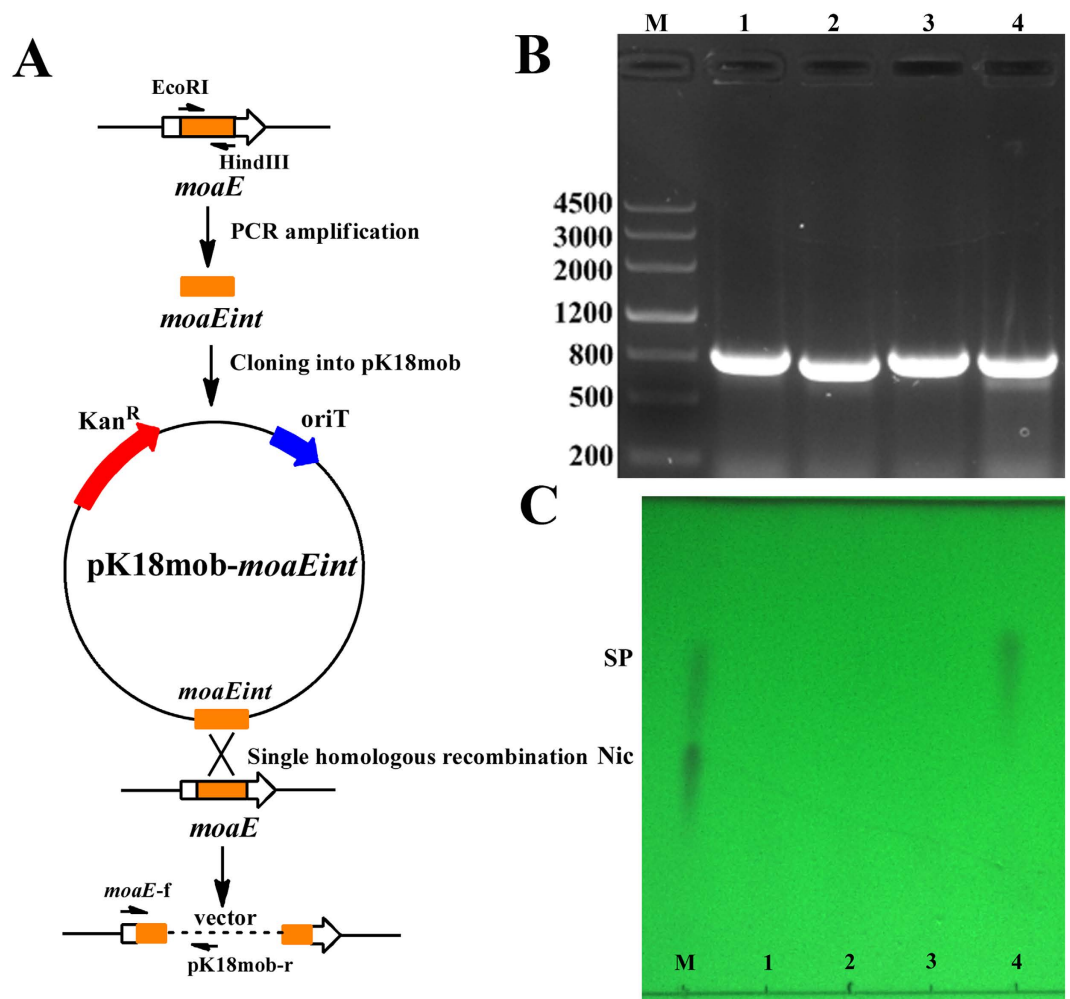 A
EcoRI
HindIII
moaE
PCR amplification
moaEint
Cloning into pK18mob
Kan^R
oriT
pK18mob-moaEint
moaEint
Single homologous recombination
moaE
moaE-f
vector
pK18mob-r
B
M 1 2 3 4
4500
3000
2000
1200
800
500
200
C
SP
Nic
M 1 2 3 4